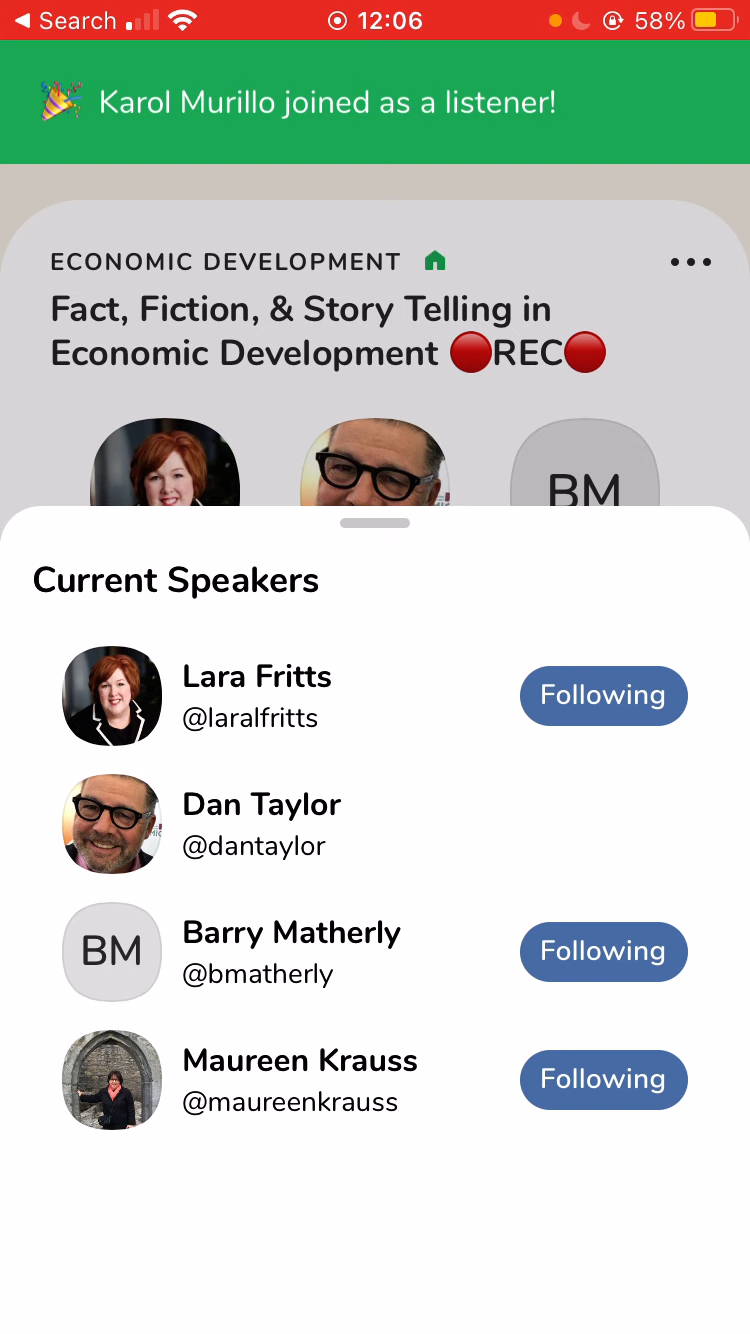 Search 12:06 58%
Karol Murillo joined as a listener!
ECONOMIC DEVELOPMENT
Fact, Fiction, & Story Telling in
Economic Development 🔴REC🔴
BM
Current Speakers
Lara Fritts
@laralfritts
Following
Dan Taylor
@dantaylor
BM
Barry Matherly
@bmatherly
Following
Maureen Krauss
@maureenkrauss
Following